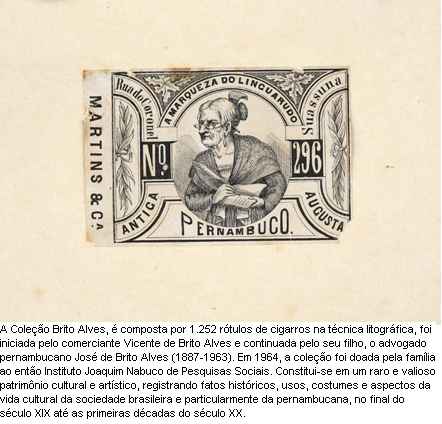 MARTINS & Cª
Rua do Coronel
Suassuna
A MARQUEZA DO LINGUARUDO
Nº 296
ANTIGA
AUGUSTA
PERNAMBUCO.
A Coleção Brito Alves, é composta por 1.252 rótulos de cigarros na técnica litográfica, foi
iniciada pelo comerciante Vicente de Brito Alves e continuada pelo seu filho, o advogado
pernambucano José de Brito Alves (1887-1963). Em 1964, a coleção foi doada pela família
ao então Instituto Joaquim Nabuco de Pesquisas Sociais. Constitui-se em um raro e valioso
patrimônio cultural e artístico, registrando fatos históricos, usos, costumes e aspectos da
vida cultural da sociedade brasileira e particularmente da pernambucana, no final do
século XIX até as primeiras décadas do século XX.